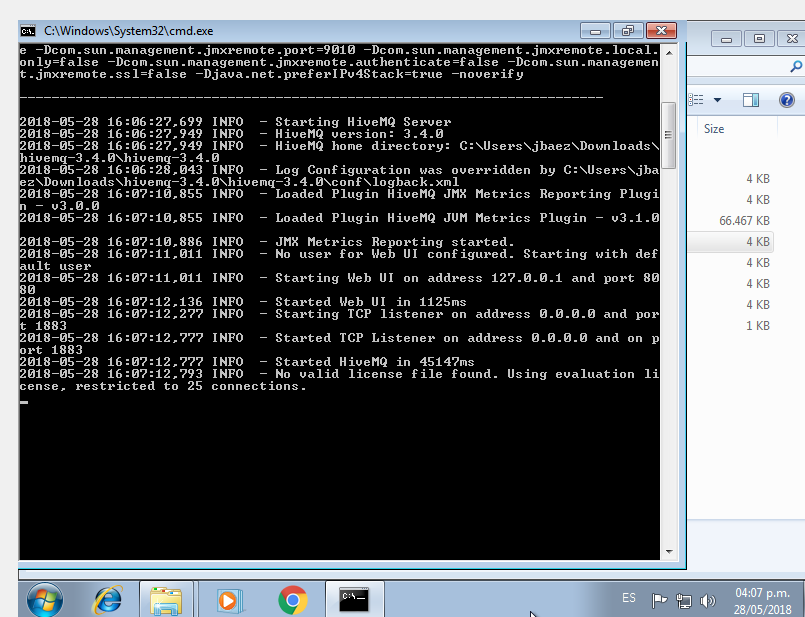 C:\Windows\System32\cmd.exe
e -Dcom.sun.management.jmxremote.port=9010 -Dcom.sun.management.jmxremote.local.
only=false -Dcom.sun.management.jmxremote.authenticate=false -Dcom.sun.managemen
t.jmxremote.ssl=false -Djava.net.preferIPv4Stack=true -noverify
-------------------------------------------------------------------------
2018-05-28 16:06:27,699 INFO  - Starting HiveMQ Server
2018-05-28 16:06:27,949 INFO  - HiveMQ version: 3.4.0
2018-05-28 16:06:27,949 INFO  - HiveMQ home directory: C:\Users\jbaez\Downloads\
hivemq-3.4.0\hivemq-3.4.0
2018-05-28 16:06:28,043 INFO  - Log Configuration was overridden by C:\Users\jba
ez\Downloads\hivemq-3.4.0\hivemq-3.4.0\conf\logback.xml
2018-05-28 16:07:10,855 INFO  - Loaded Plugin HiveMQ JMX Metrics Reporting Plugi
n - v3.0.0
2018-05-28 16:07:10,855 INFO  - Loaded Plugin HiveMQ JVM Metrics Plugin - v3.1.0
2018-05-28 16:07:10,886 INFO  - JMX Metrics Reporting started.
2018-05-28 16:07:11,011 INFO  - No user for Web UI configured. Starting with def
ault user
2018-05-28 16:07:11,011 INFO  - Starting Web UI on address 127.0.0.1 and port 80
80
2018-05-28 16:07:12,136 INFO  - Started Web UI in 1125ms
2018-05-28 16:07:12,277 INFO  - Starting TCP listener on address 0.0.0.0 and por
t 1883
2018-05-28 16:07:12,777 INFO  - Started TCP Listener on address 0.0.0.0 and on p
ort 1883
2018-05-28 16:07:12,777 INFO  - Started HiveMQ in 45147ms
2018-05-28 16:07:12,793 INFO  - No valid license file found. Using evaluation li
cense, restricted to 25 connections.
Size
4 KB
4 KB
66.467 KB
4 KB
4 KB
4 KB
4 KB
1 KB
C:\_
ES
04:07 p.m.
28/05/2018